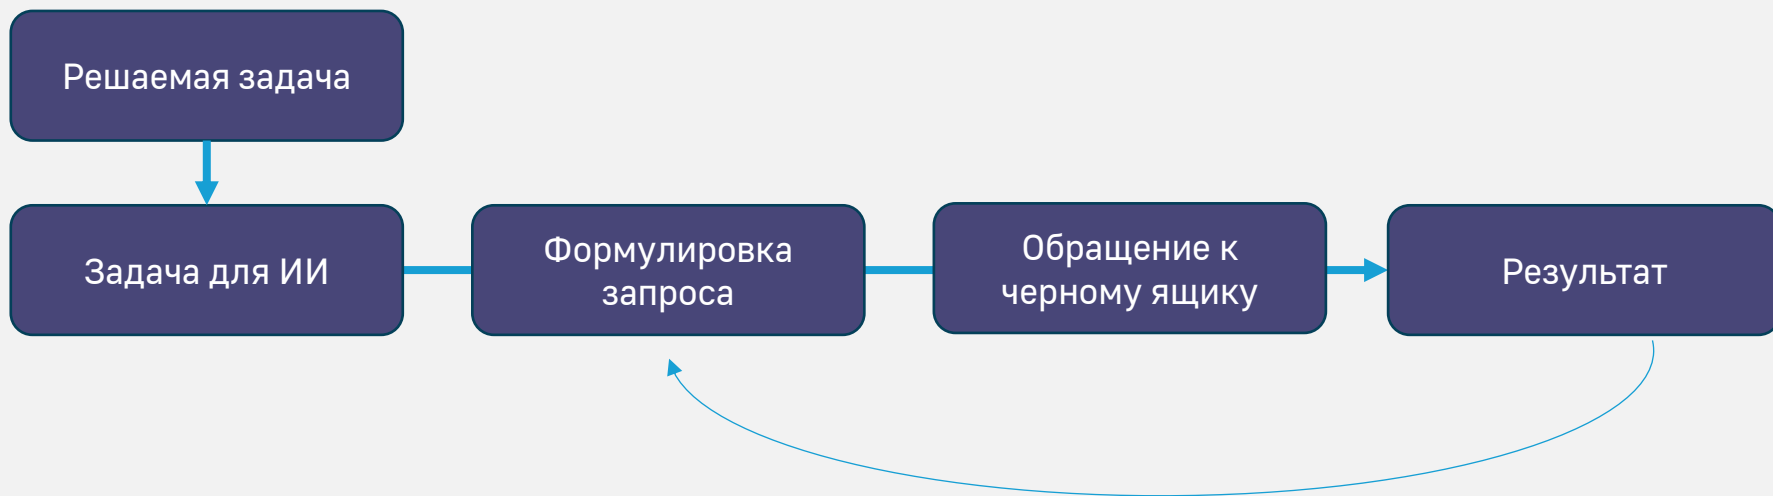 Решаемая задача
Задача для ИИ
Формулировка
запроса
Обращение к
черному ящику
Результат